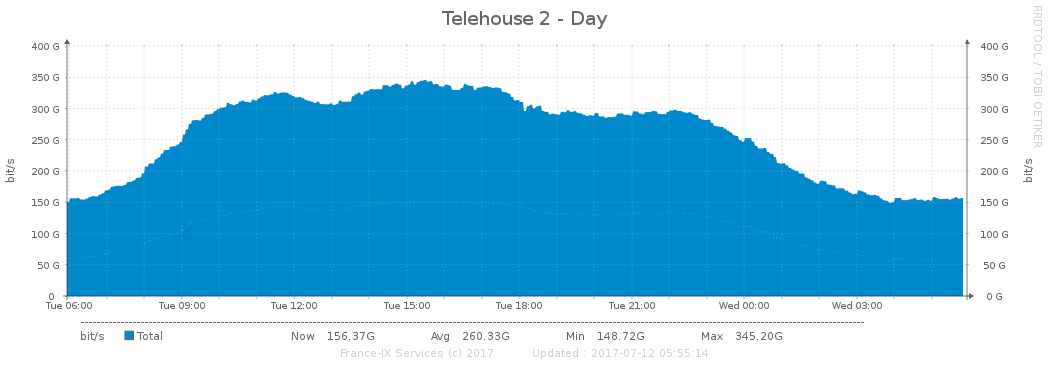 Telehouse 2 - Day
RRDTOOL / TOBI OETIKER
bit/s
400 G 400 G
350 G 350 G
300 G 300 G
250 G 250 G
200 G 200 G
150 G 150 G
100 G 100 G
50 G 50 G
0 0 G
bit/s
Tue 06:00 Tue 09:00 Tue 12:00 Tue 15:00 Tue 18:00 Tue 21:00 Wed 00:00 Wed 03:00
bit/s Total Now 156.37G Avg 260.33G Min 148.72G Max 345.20G
France-IX Services (c) 2017 Updated : 2017-07-12 05:55:14